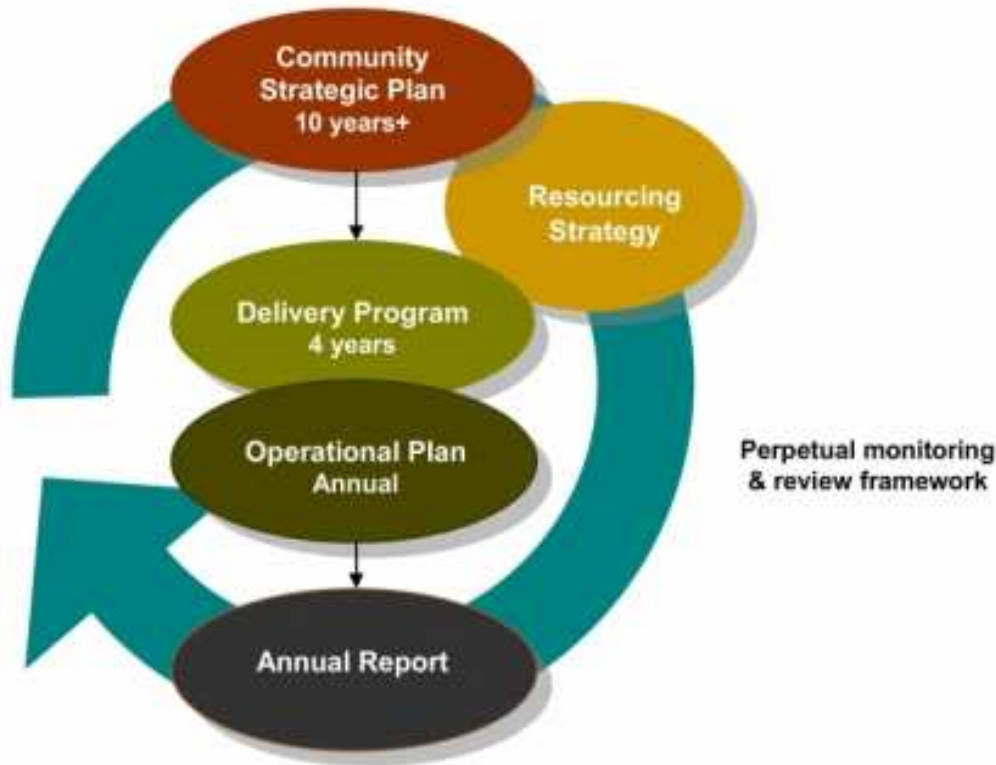 Community
Strategic Plan
10 years+
Resourcing
Strategy
Delivery Program
4 years
Operational Plan
Annual
Perpetual monitoring
& review framework
Annual Report